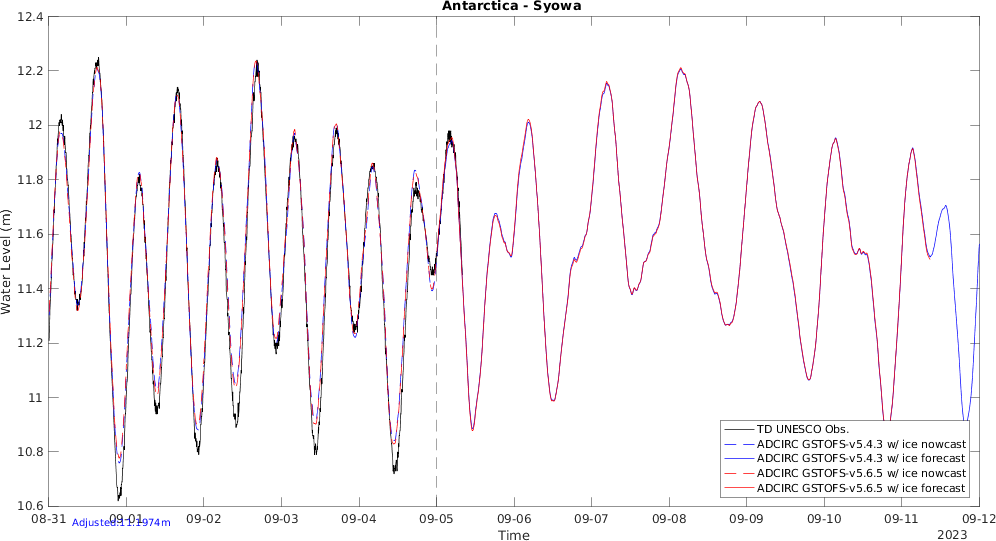 Antarctica - Syowa
12.4
12.2
12
11.8
11.6
11.4
11.2
11
10.8
10.6
Water Level (m)
08-31
09-01
09-02
09-03
09-04
09-05
09-06
09-07
09-08
09-09
09-10
09-11
09-12
Adjusted:11.1974m
Time
2023
TD UNESCO Obs.
ADCIRC GSTOFS-v5.4.3 w/ ice nowcast
ADCIRC GSTOFS-v5.4.3 w/ ice forecast
ADCIRC GSTOFS-v5.6.5 w/ ice nowcast
ADCIRC GSTOFS-v5.6.5 w/ ice forecast